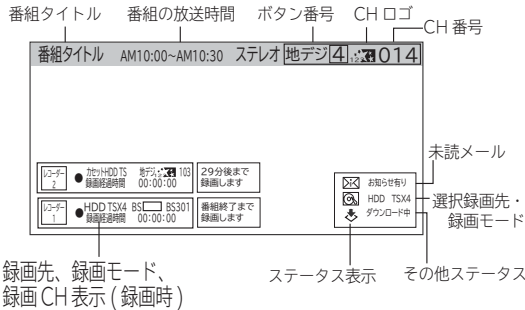 番組タイトル 番組の放送時間 ボタン番号 CH ロゴ
CH 番号
番組タイトル AM10:00~AM10:30 ステレオ 地デジ 4 12 014
レコーダー 2 ● カセットHDD TS 地デジ 12 103
録画経過時間 00:00:00
29分後まで
録画します
レコーダー 1 ● HDD TSX4 BS BS301
録画経過時間 00:00:00
番組終了まで
録画します
お知らせ有り
HDD TSX4
ダウンロード中
未読メール
選択録画先・
録画モード
録画先、録画モード、
録画 CH 表示 ( 録画時 )
ステータス表示
その他ステータス